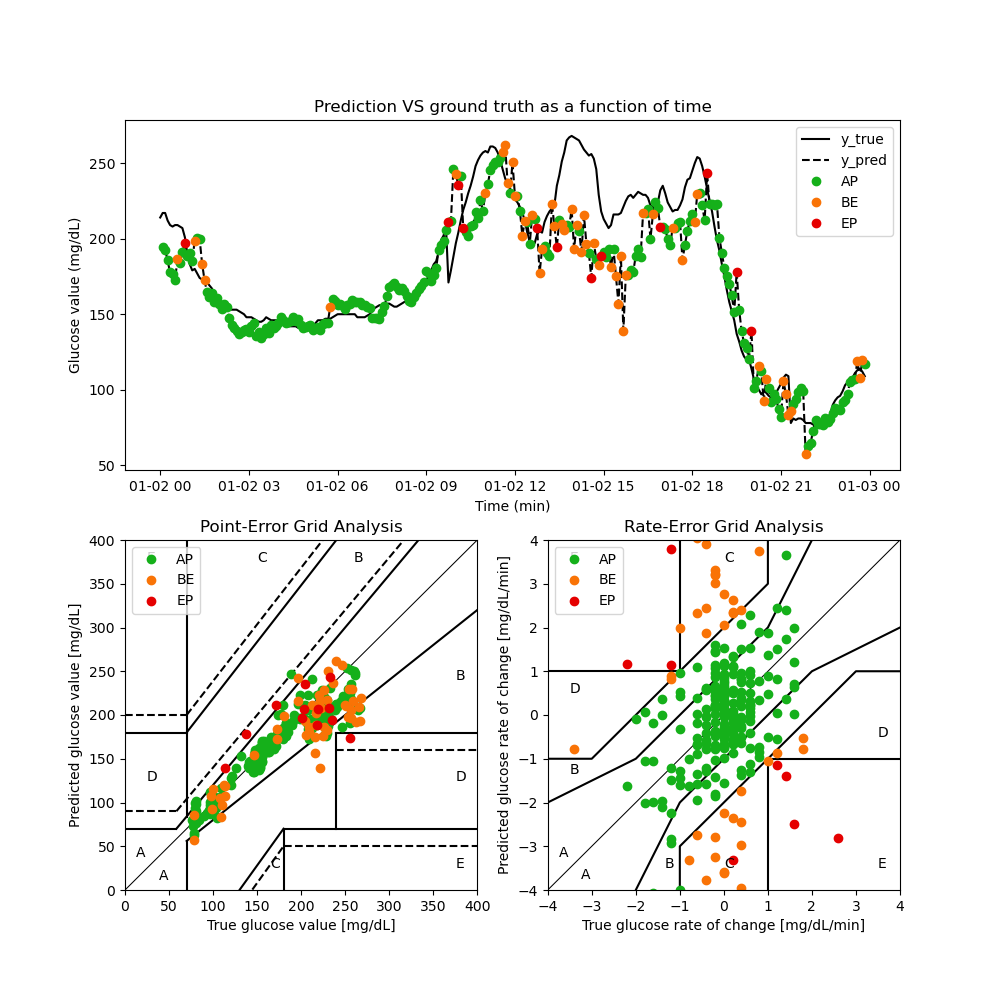 Prediction VS ground truth as a function of time
Glucose value (mg/dL)
250
200
150
100
50
y_true
y_pred
AP
BE
EP
01-02 00 01-02 03 01-02 06 01-02 09 01-02 12 01-02 15 01-02 18 01-02 21 01-03 00
Time (min)
Point-Error Grid Analysis
Predicted glucose value [mg/dL]
400
350
300
250
200
150
100
50
0
AP
BE
EP
C
B
B
D
D
A
A
C
E
0 50 100 150 200 250 300 350 400
True glucose value [mg/dL]
Rate-Error Grid Analysis
Predicted glucose rate of change [mg/dL/min]
4
3
2
1
0
−1
−2
−3
−4
AP
BE
EP
C
D
D
B
A
A
B
C
E
−4 −3 −2 −1 0 1 2 3 4
True glucose rate of change [mg/dL/min]